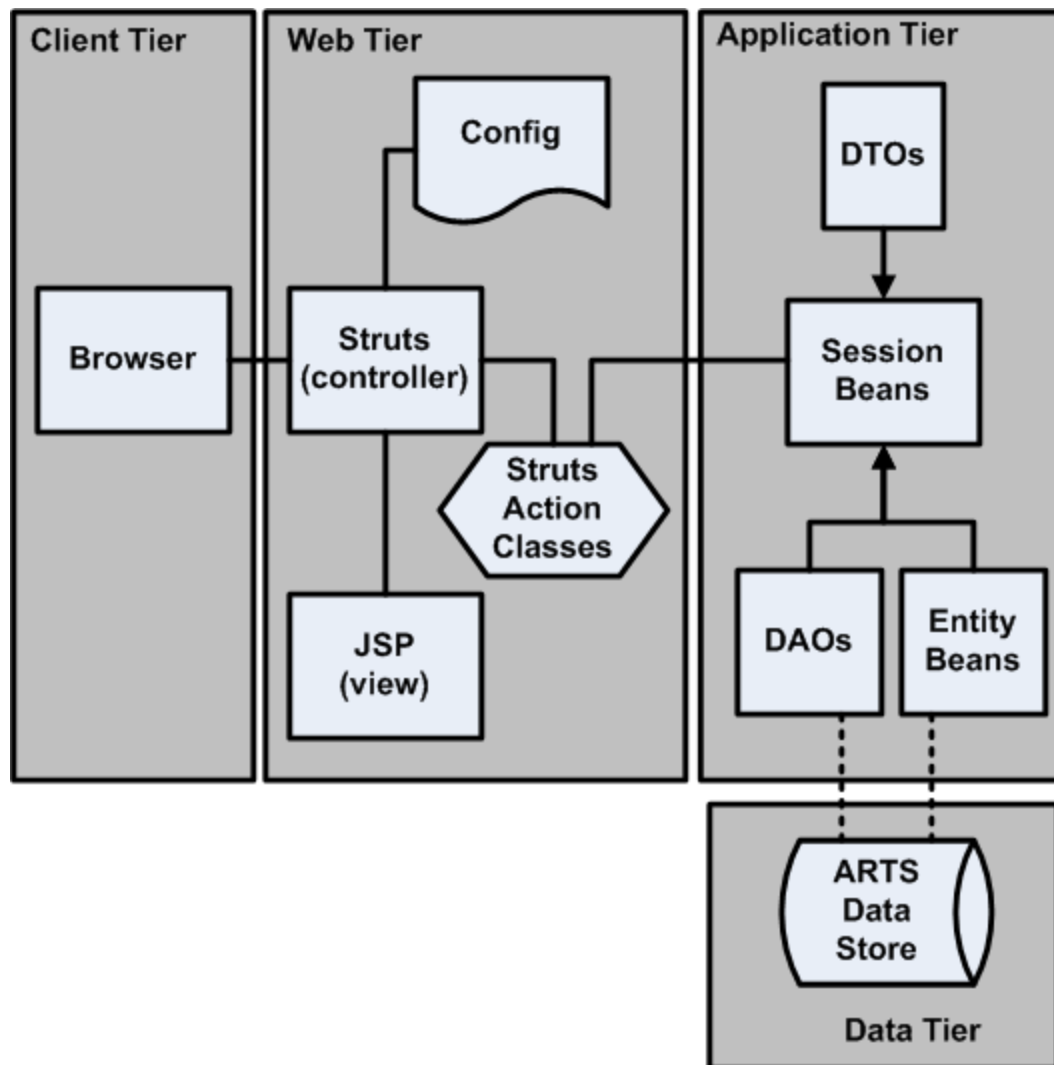 Client Tier
Web Tier
Application Tier
Config
DTOs
Browser
Struts
(controller)
Session
Beans
Struts
Action
Classes
JSP
(view)
DAOs
Entity
Beans
ARTS
Data
Store
Data Tier